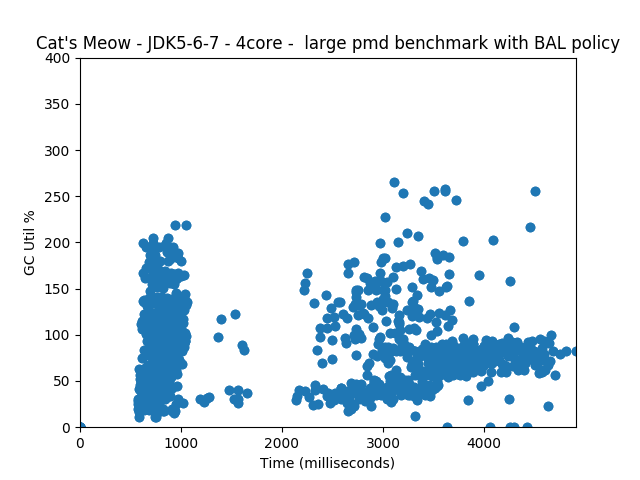 Cat's Meow - JDK5-6-7 - 4core -  large pmd benchmark with BAL policy
400
350
300
250
200
150
100
50
0
GC Util %
0 1000 2000 3000 4000
Time (milliseconds)